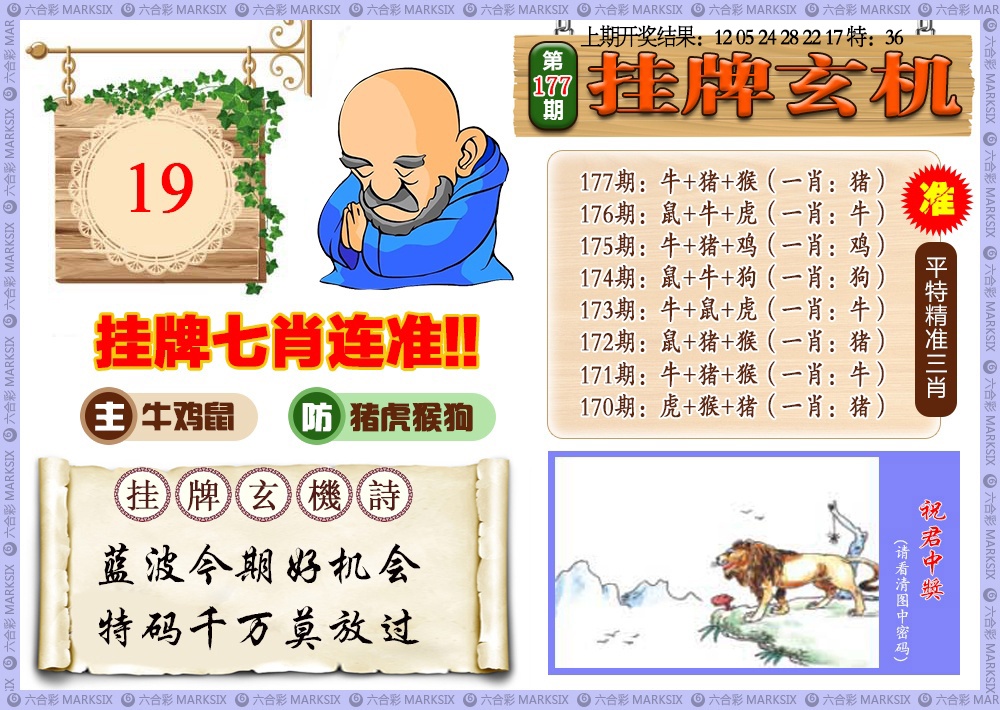 上期开奖结果：12 05 24 28 22 17 特：36
第177期
挂牌玄机
19
挂牌七肖连准!!
主 牛鸡鼠
防 猪虎猴狗
挂牌玄機詩
蓝波今期好机会
特码千万莫放过
177期：牛+猪+猴（一肖：猪）
176期：鼠+牛+虎（一肖：牛）
175期：牛+猪+鸡（一肖：鸡）
174期：鼠+牛+狗（一肖：狗）
173期：牛+鼠+虎（一肖：牛）
172期：鼠+猪+猴（一肖：猪）
171期：牛+猪+猴（一肖：牛）
170期：虎+猴+猪（一肖：猪）
准
平特精准三肖
祝君中獎
（请看清图中密码）
六合彩 MARKSIX